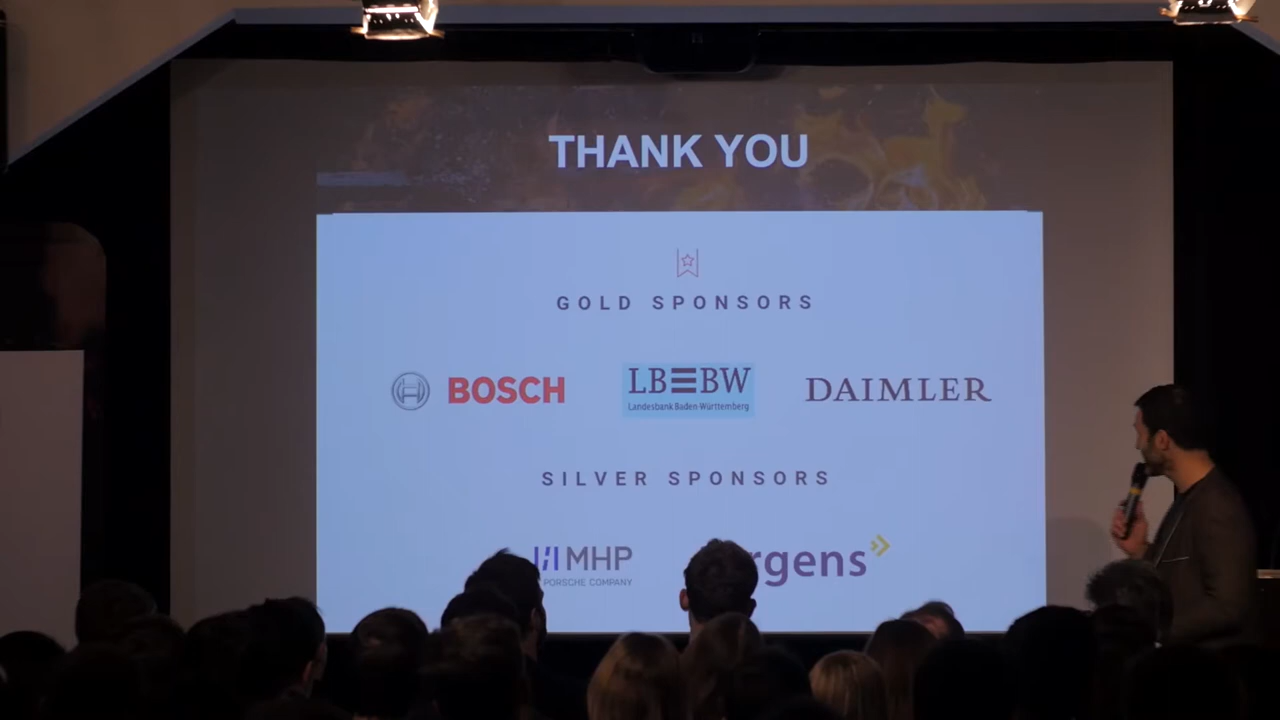 THANK YOU
GOLD SPONSORS
BOSCH
LBBW
Landesbank Baden-Württemberg
DAIMLER
SILVER SPONSORS
MHP
PORSCHE COMPANY